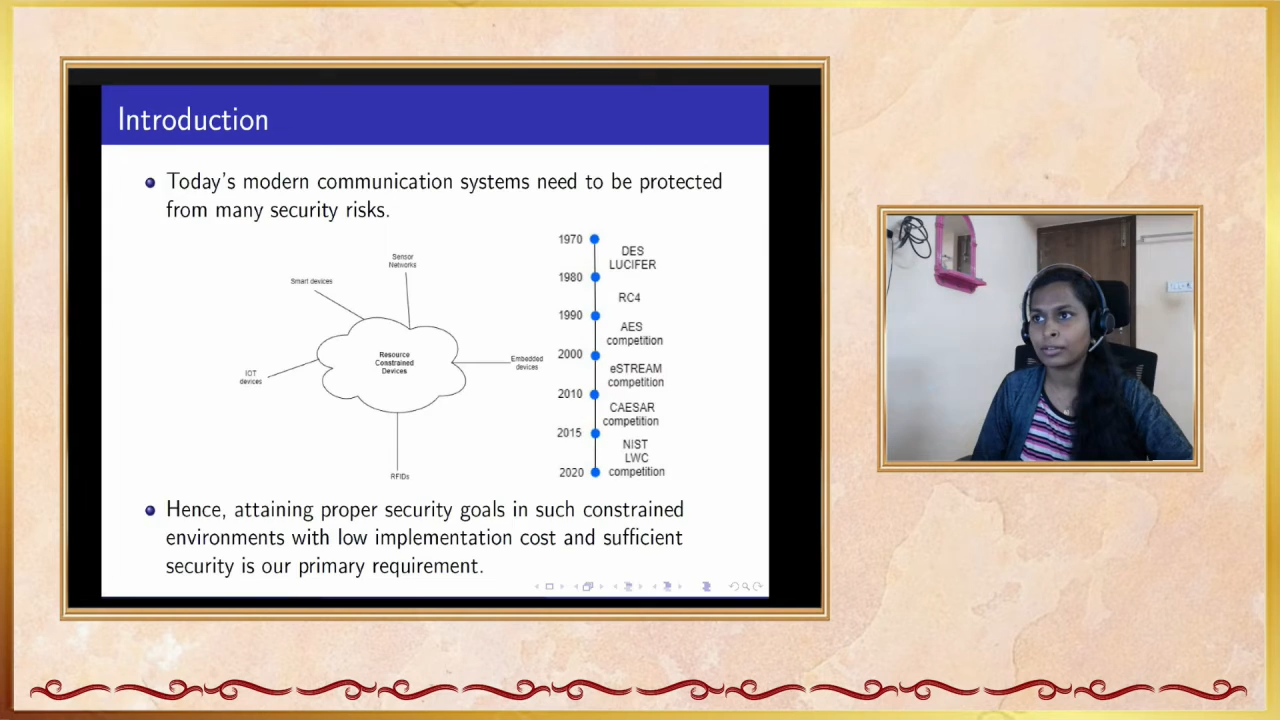 Introduction
Today's modern communication systems need to be protected
from many security risks.
Sensor
Networks
Smart devices
Resource
Constrained
Devices
IOT
devices
Embedded
devices
RFIDs
1970
DES
LUCIFER
1980
RC4
1990
AES
competition
2000
eSTREAM
competition
2010
CAESAR
competition
2015
NIST
LWC
competition
2020
Hence, attaining proper security goals in such constrained
environments with low implementation cost and sufficient
security is our primary requirement.